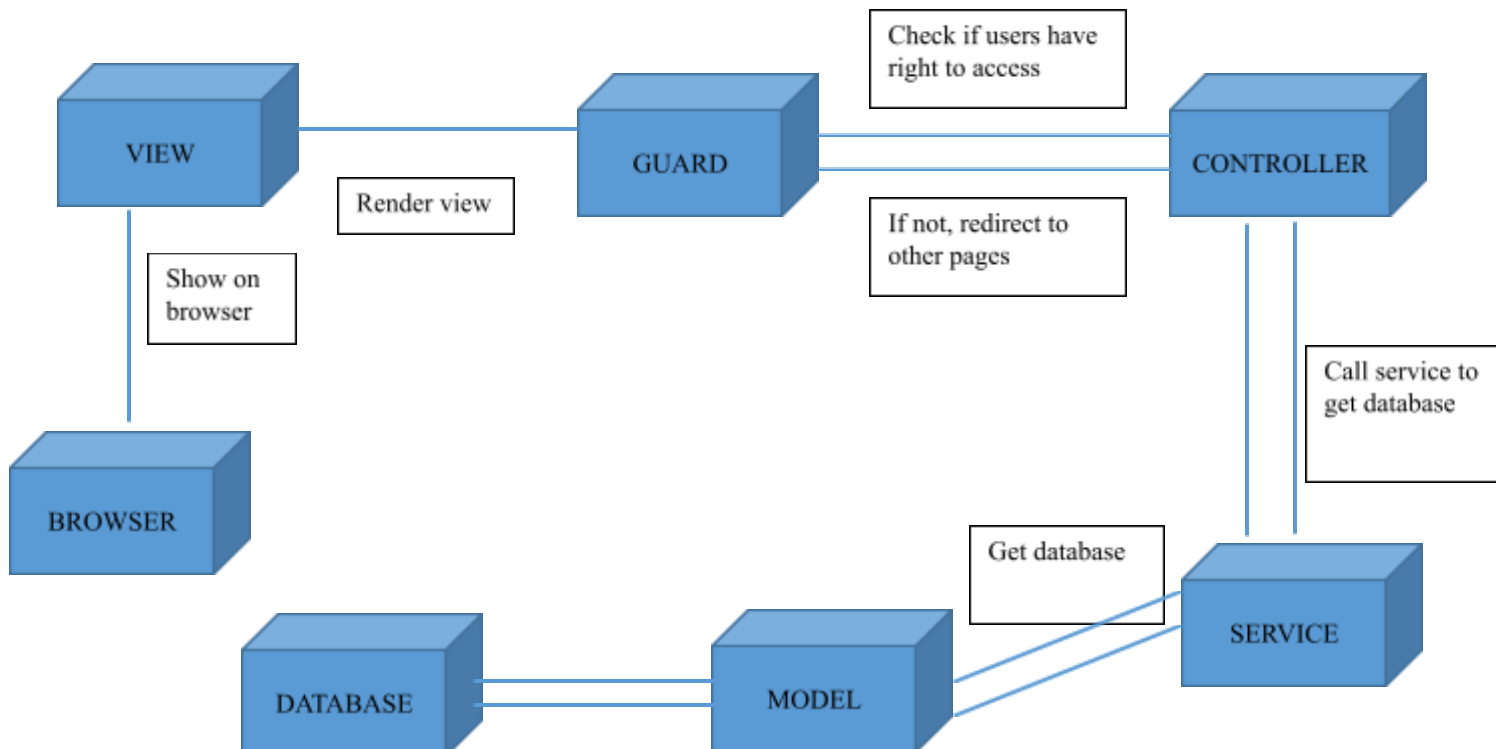 Check if users have
right to access
VIEW
GUARD
CONTROLLER
Render view
If not, redirect to
other pages
Show on
browser
Call service to
get database
BROWSER
Get database
SERVICE
DATABASE
MODEL